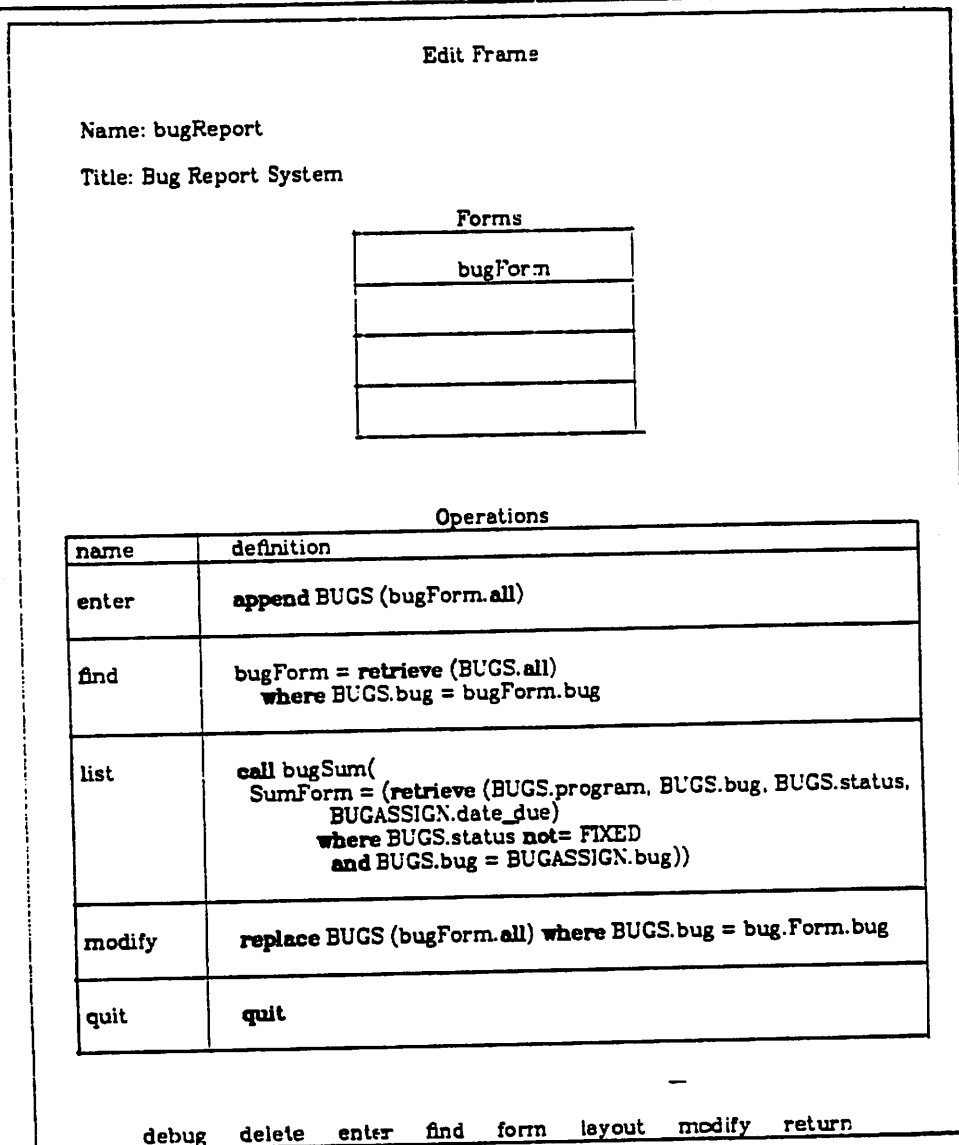 Edit Frame
Name: bugReport
Title: Bug Report System
Forms
bugForm
Operations
name definition
enter append BUGS (bugForm.all)
find bugForm = retrieve (BUGS.all)
where BUGS.bug = bugForm.bug
list call bugSum(
SumForm = (retrieve (BUGS.program, BUGS.bug, BUGS.status,
BUGASSIGN.date_due)
where BUGS.status not= FIXED
and BUGS.bug = BUGASSIGN.bug))
modify replace BUGS (bugForm.all) where BUGS.bug = bug.Form.bug
quit quit
debug delete enter find form layout modify return